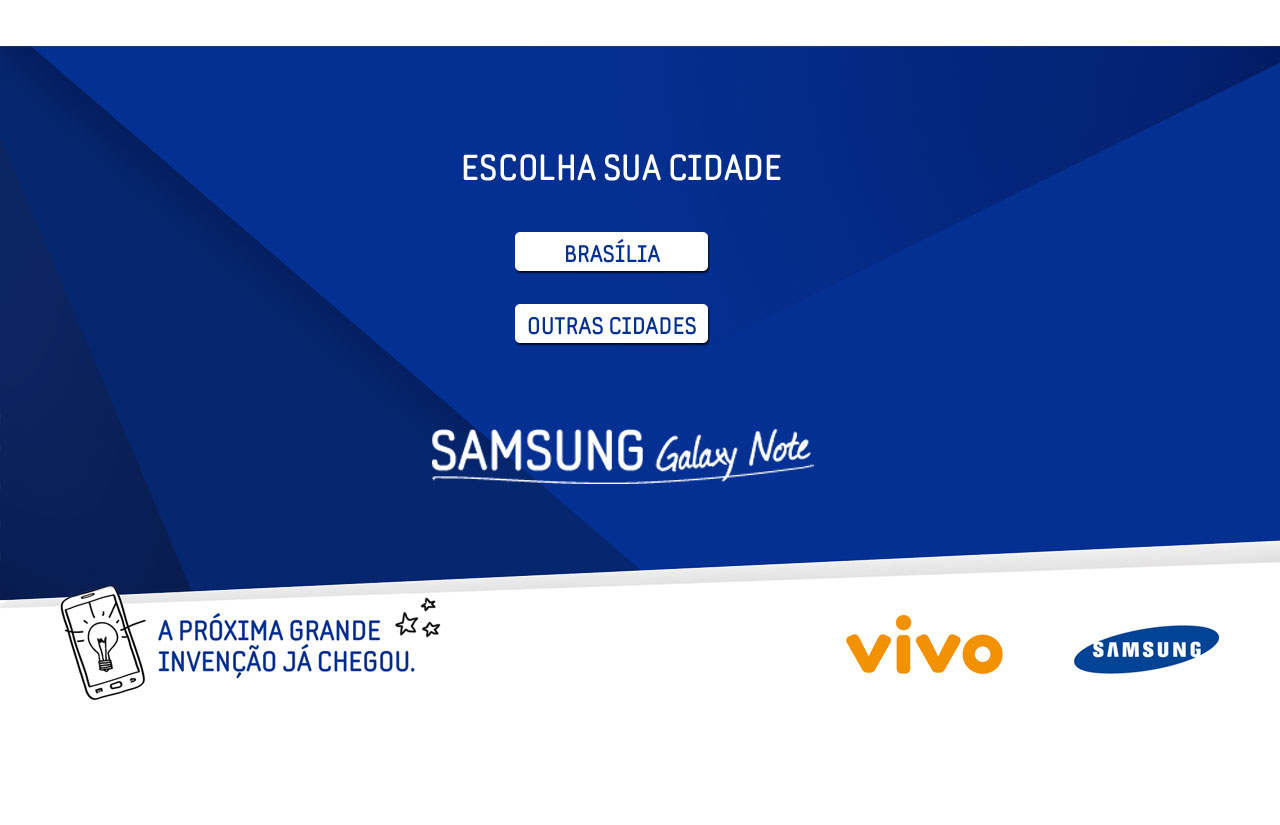 ESCOLHA SUA CIDADE
BRASÍLIA
OUTRAS CIDADES
SAMSUNG Galaxy Note
A PRÓXIMA GRANDE
INVENÇÃO JÁ CHEGOU.
vivo
SAMSUNG